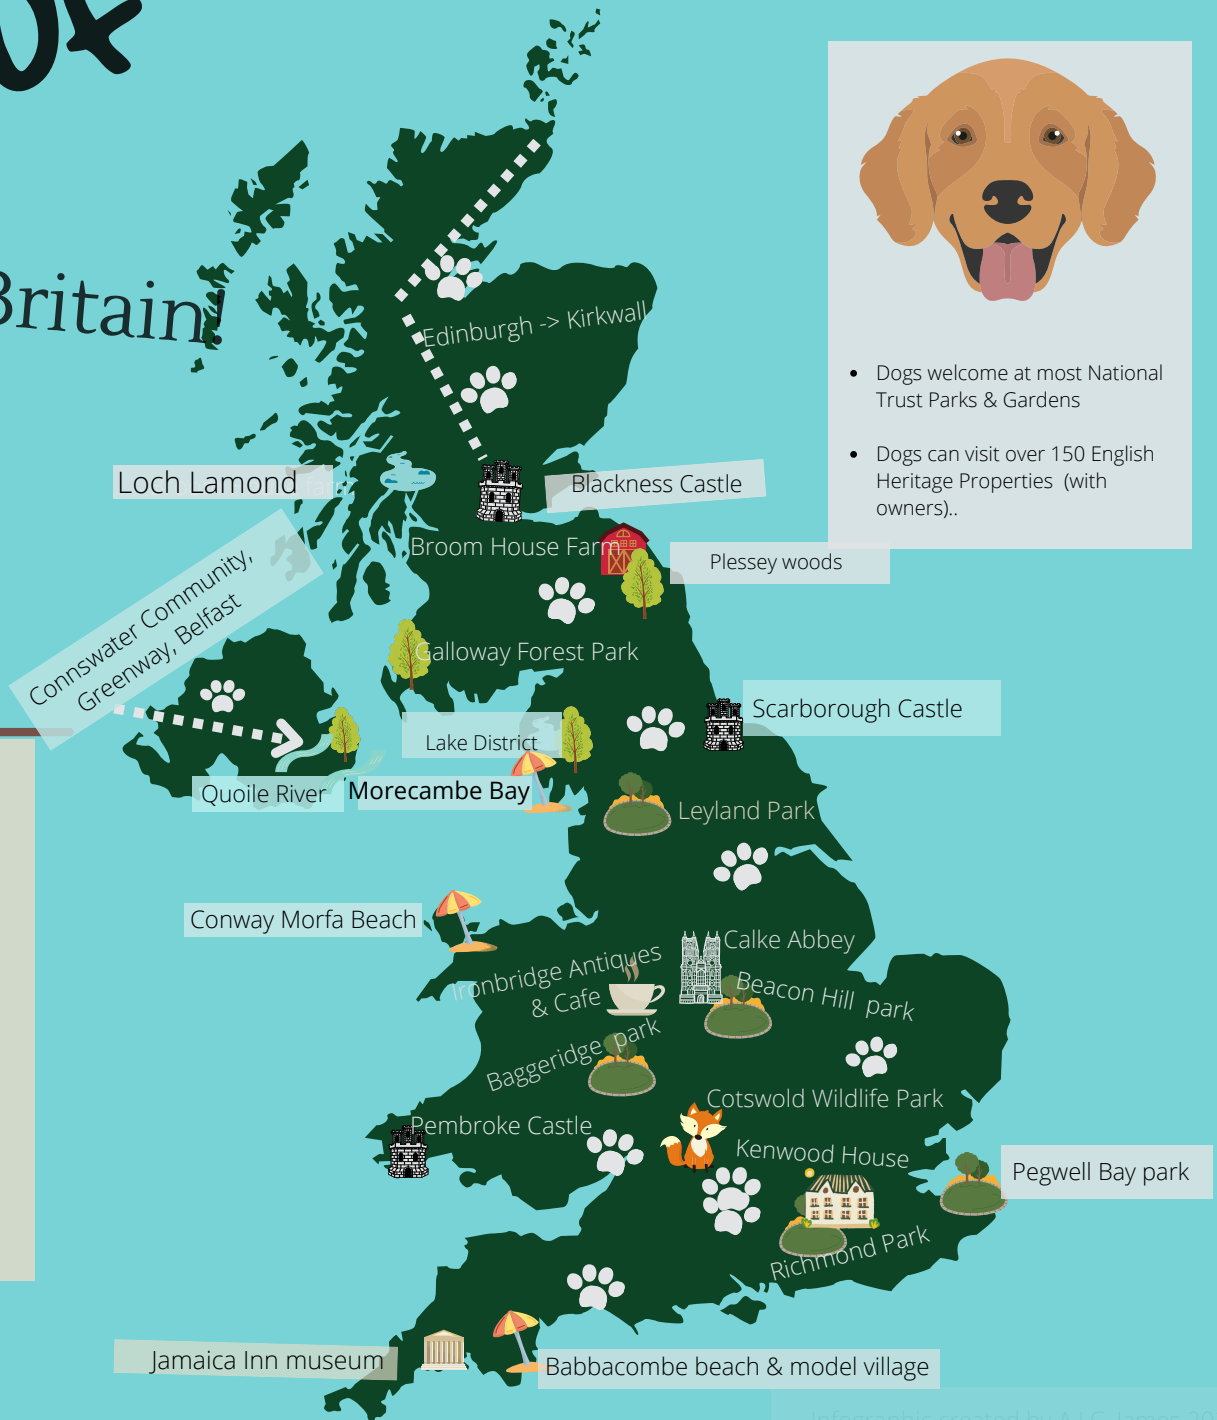 Britain!
Edinburgh -> Kirkwall
Dogs welcome at most National
Trust Parks & Gardens
Dogs can visit over 150 English
Heritage Properties (with
owners)..
Loch Lamond
Blackness Castle
Broom House Farm
Plessey woods
Connswater Community,
Greenway, Belfast
Galloway Forest Park
Scarborough Castle
Lake District
Quoile River
Morecambe Bay
Leyland Park
Conway Morfa Beach
Calke Abbey
Ironbridge Antiques
& Cafe
Beacon Hill park
Baggeridge park
Cotswold Wildlife Park
Pembroke Castle
Kenwood House
Pegwell Bay park
Richmond Park
Jamaica Inn museum
Babbacombe beach & model village